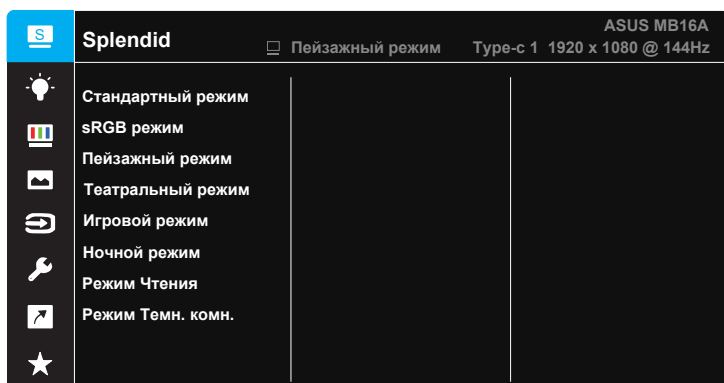 S
Splendid
ASUS MB16A
Пейзажный режим Type-c 1 1920 x 1080 @ 144Hz
Стандартный режим
sRGB режим
Пейзажный режим
Театральный режим
Игровой режим
Ночной режим
Режим Чтения
Режим Темн. комн.